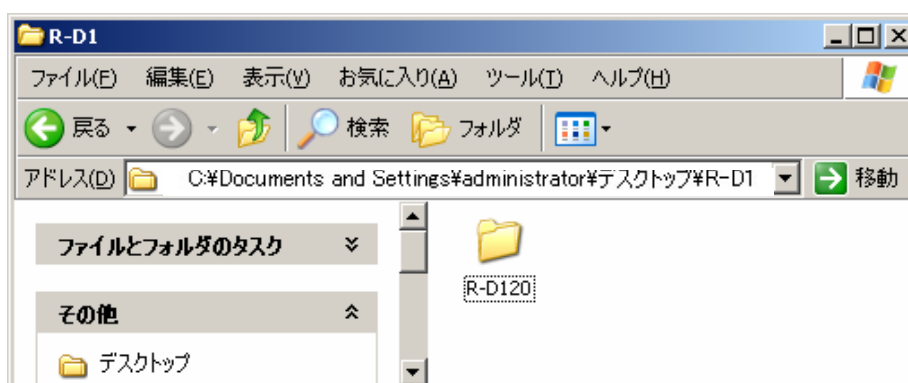 R-D1
ファイル(F) 編集(E) 表示(V) お気に入り(A) ツール(T) ヘルプ(H)
戻る 検索 フォルダ
アドレス(D) C:¥Documents and Settings¥administrator¥デスクトップ¥R-D1 移動
ファイルとフォルダのタスク
R-D120
その他
デスクトップ